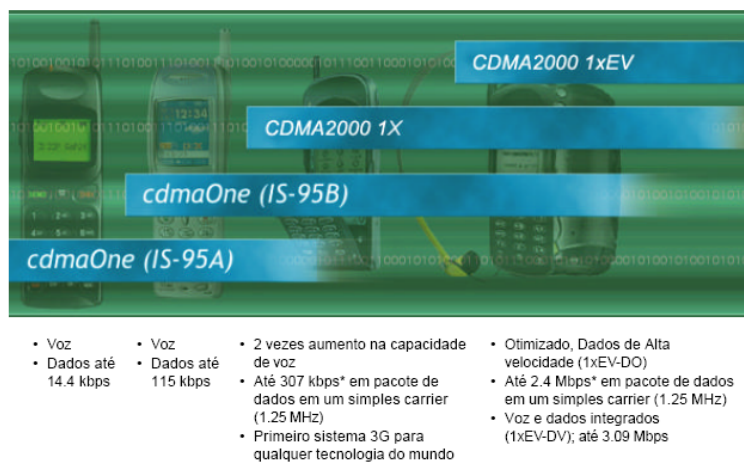 CDMA2000 1xEV
CDMA2000 1X
cdmaOne (IS-95B)
cdmaOne (IS-95A)
• Voz
• Dados até
14.4 kbps
• Voz
• Dados até
115 kbps
• 2 vezes aumento na capacidade
de voz
• Até 307 kbps* em pacote de
dados em um simples carrier
(1.25 MHz)
• Primeiro sistema 3G para
qualquer tecnologia do mundo
• Otimizado, Dados de Alta
velocidade (1xEV-DO)
• Até 2.4 Mbps* em pacote de dados
em um simples carrier (1.25 MHz)
• Voz e dados integrados
(1xEV-DV); até 3.09 Mbps